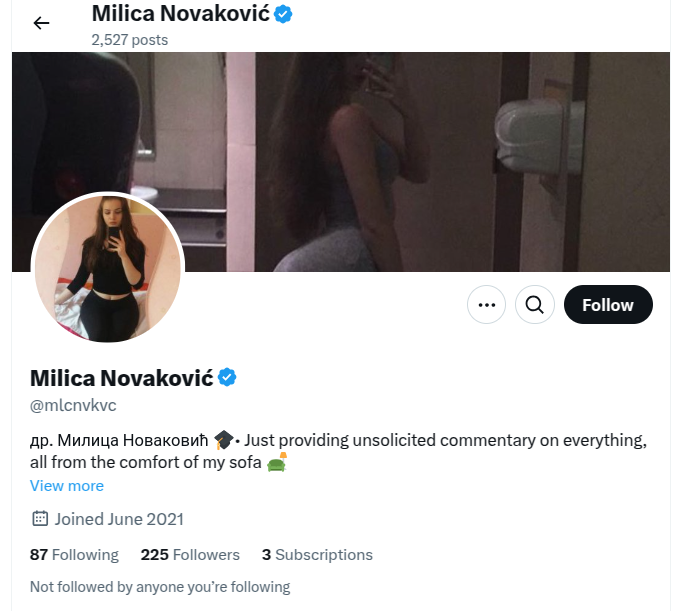 Milica Novaković
2,527 posts
Follow
Milica Novaković
@mlcnvkvc
др. Милица Новаковић 🎓• Just providing unsolicited commentary on everything,
all from the comfort of my sofa 🛋️
View more
Joined June 2021
87 Following 225 Followers 3 Subscriptions
Not followed by anyone you’re following